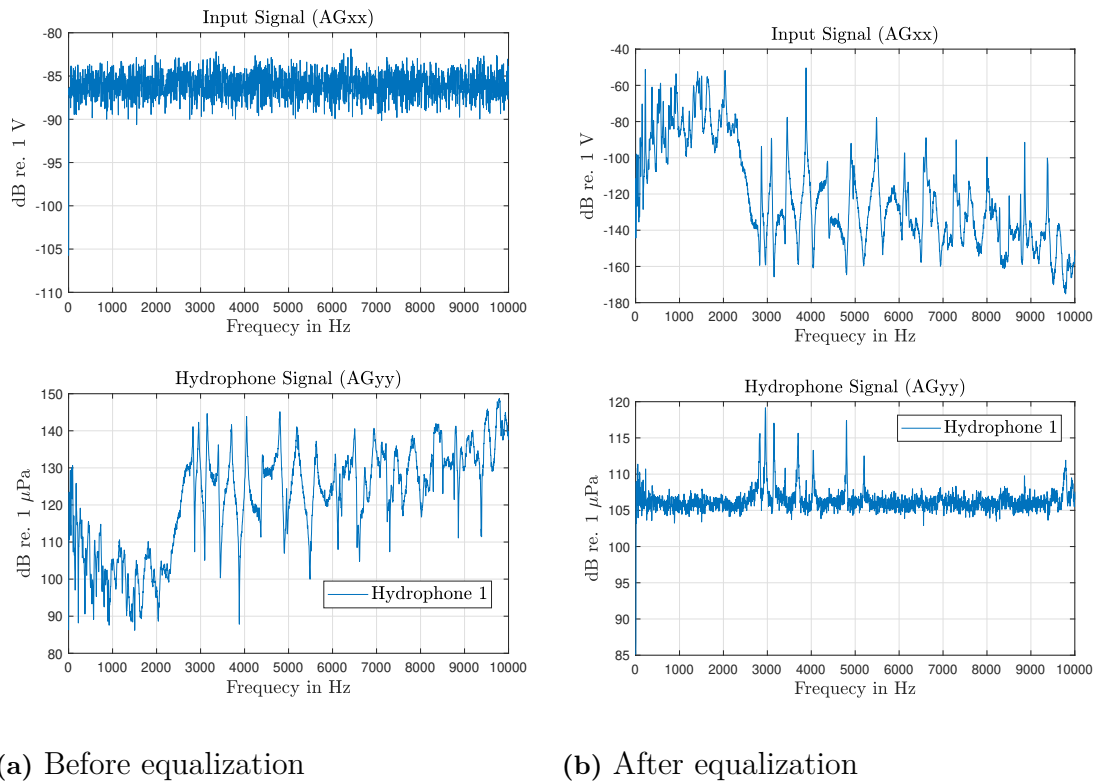 Input Signal (AGxx)
-80
-85
-90
-95
-100
-105
-110
dB re. 1 V
0 1000 2000 3000 4000 5000 6000 7000 8000 9000 10000
Frequecy in Hz
Hydrophone Signal (AGyy)
150
140
130
120
110
100
90
80
dB re. 1 μPa
Hydrophone 1
0 1000 2000 3000 4000 5000 6000 7000 8000 9000 10000
Frequecy in Hz
(a) Before equalization
Input Signal (AGxx)
-40
-60
-80
-100
-120
-140
-160
-180
dB re. 1 V
0 1000 2000 3000 4000 5000 6000 7000 8000 9000 10000
Frequecy in Hz
Hydrophone Signal (AGyy)
120
115
110
105
100
95
90
85
dB re. 1 μPa
Hydrophone 1
0 1000 2000 3000 4000 5000 6000 7000 8000 9000 10000
Frequecy in Hz
(b) After equalization